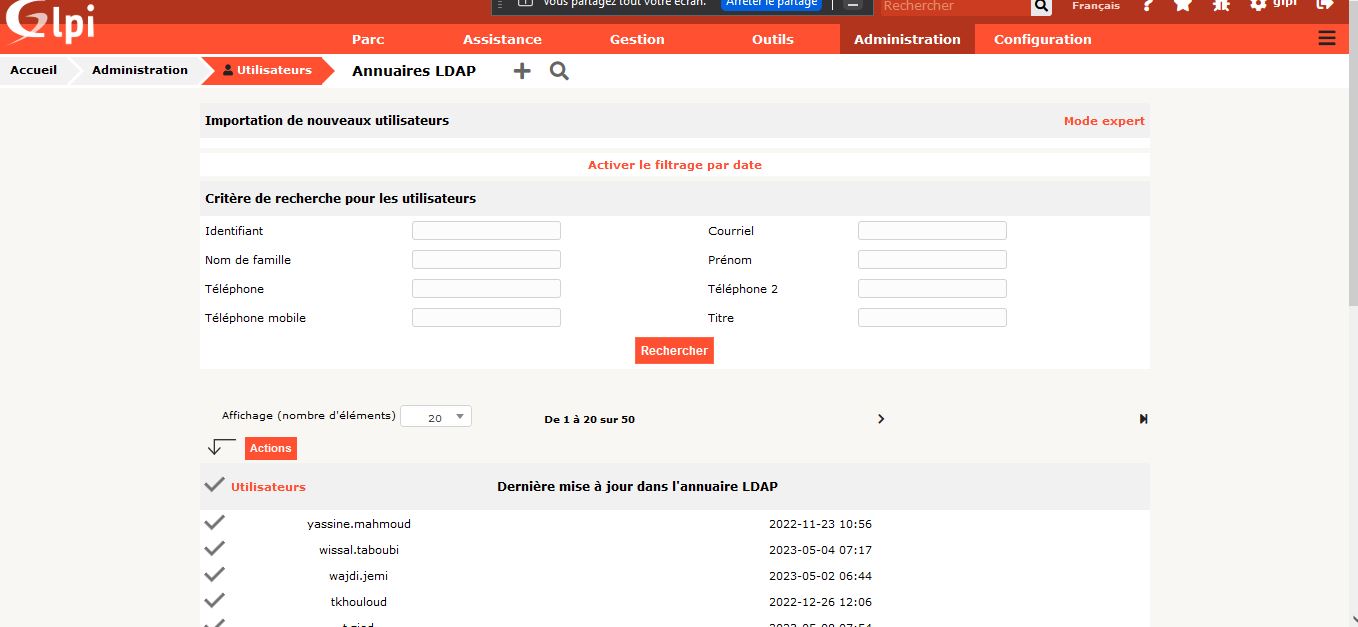 Glpi
Vous partagez tout votre écran. Arrêter le partage
Rechercher
Français ? glpi
Parc Assistance Gestion Outils Administration Configuration
Accueil Administration Utilisateurs Annuaires LDAP
Importation de nouveaux utilisateurs Mode expert
Activer le filtrage par date
Critère de recherche pour les utilisateurs
Identifiant Courriel
Nom de famille Prénom
Téléphone Téléphone 2
Téléphone mobile Titre
Rechercher
Affichage (nombre d'éléments) 20 De 1 à 20 sur 50
Actions
Utilisateurs Dernière mise à jour dans l'annuaire LDAP
yassine.mahmoud 2022-11-23 10:56
wissal.taboubi 2023-05-04 07:17
wajdi.jemi 2023-05-02 06:44
tkhouloud 2022-12-26 12:06